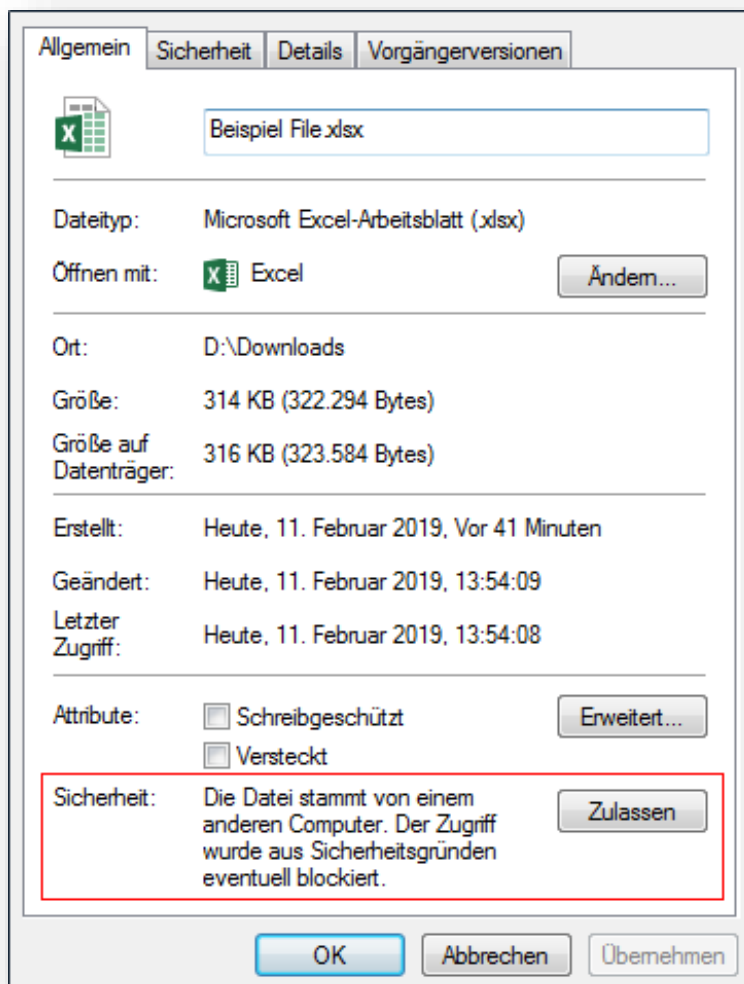 Allgemein Sicherheit Details Vorgängerversionen
Beispiel File.xlsx
Dateityp: Microsoft Excel-Arbeitsblatt (.xlsx)
Öffnen mit: Excel Ändern...
Ort: D:\Downloads
Größe: 314 KB (322.294 Bytes)
Größe auf
Datenträger: 316 KB (323.584 Bytes)
Erstellt: Heute, 11. Februar 2019, Vor 41 Minuten
Geändert: Heute, 11. Februar 2019, 13:54:09
Letzter
Zugriff: Heute, 11. Februar 2019, 13:54:08
Attribute: Schreibgeschützt Erweitert...
Versteckt
Sicherheit: Die Datei stammt von einem
anderen Computer. Der Zugriff
wurde aus Sicherheitsgründen
eventuell blockiert.
Zulassen
OK Abbrechen Übernehmen